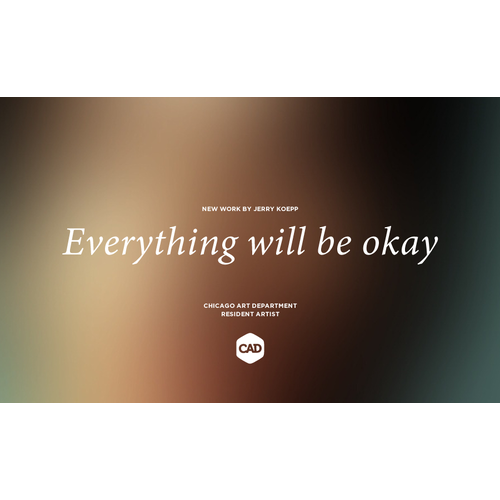 NEW WORK BY JERRY KOEPP
Everything will be okay
CHICAGO ART DEPARTMENT
RESIDENT ARTIST
CAD